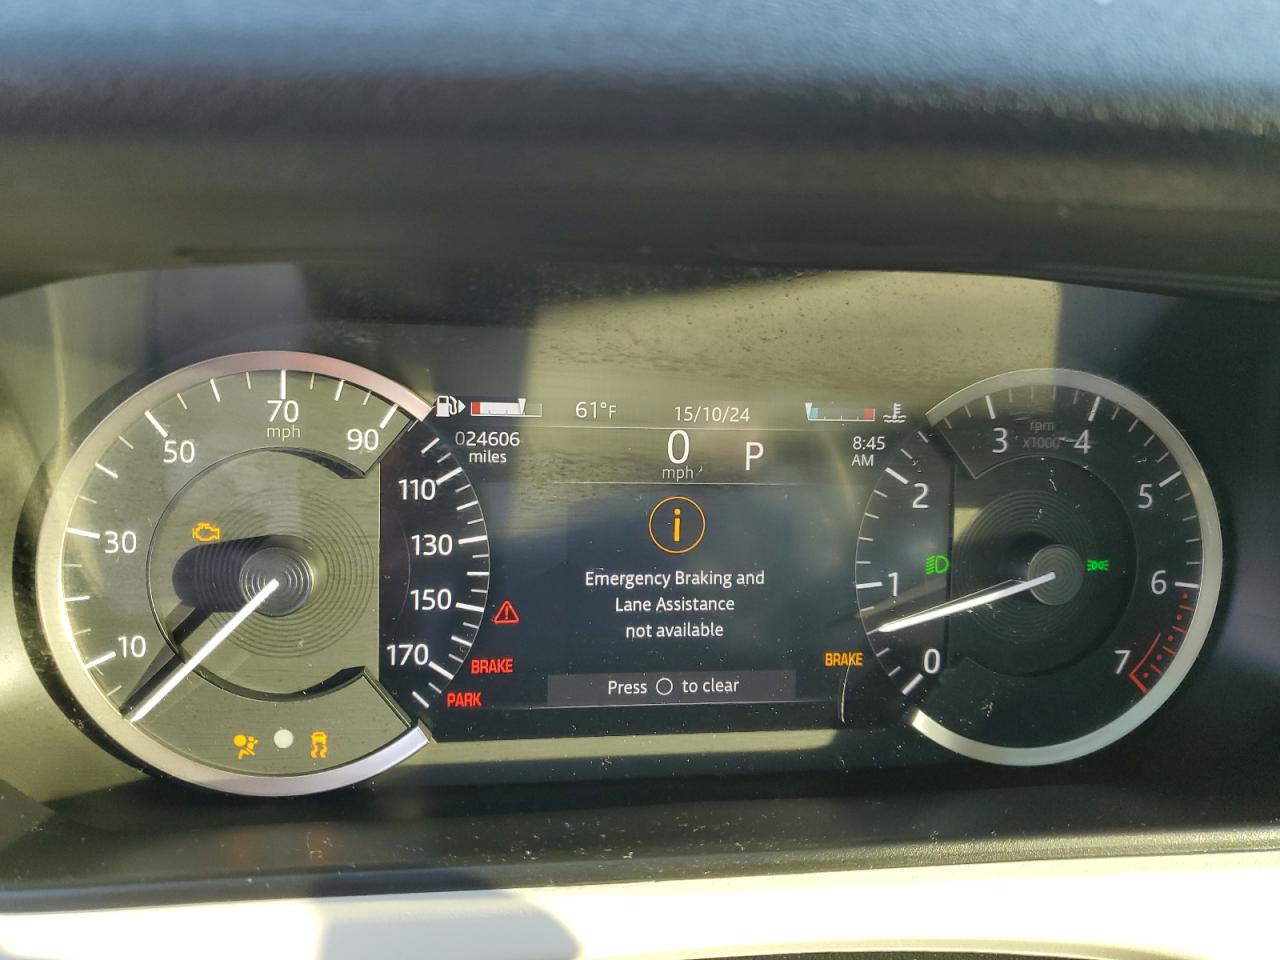 70
mph
50
90
30
10
110
130
150
170
BRAKE
PARK
61°F
15/10/24
024606
miles
0
mph
P
8:45
AM
i
Emergency Braking and
Lane Assistance
not available
Press O to clear
BRAKE
rpm
x1000
0
1
2
3
4
5
6
7